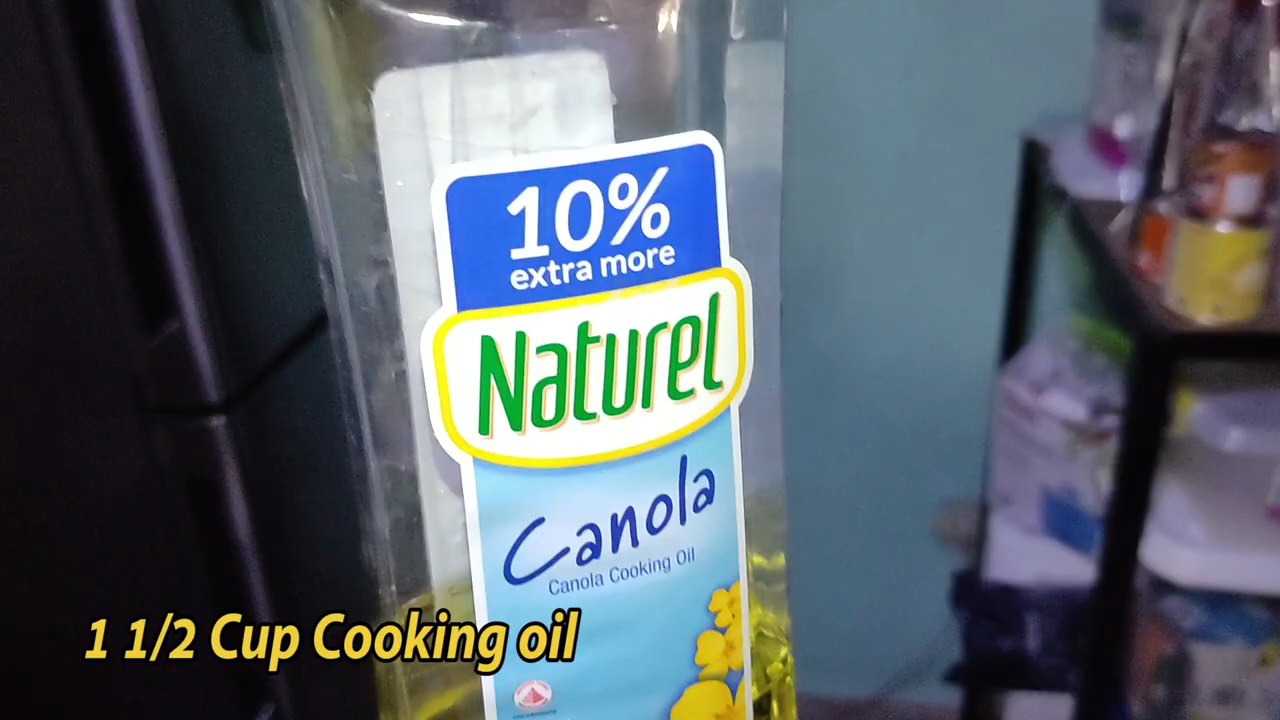 10%
extra more
Naturel
Canola
Canola Cooking Oil
1 1/2 Cup Cooking oil